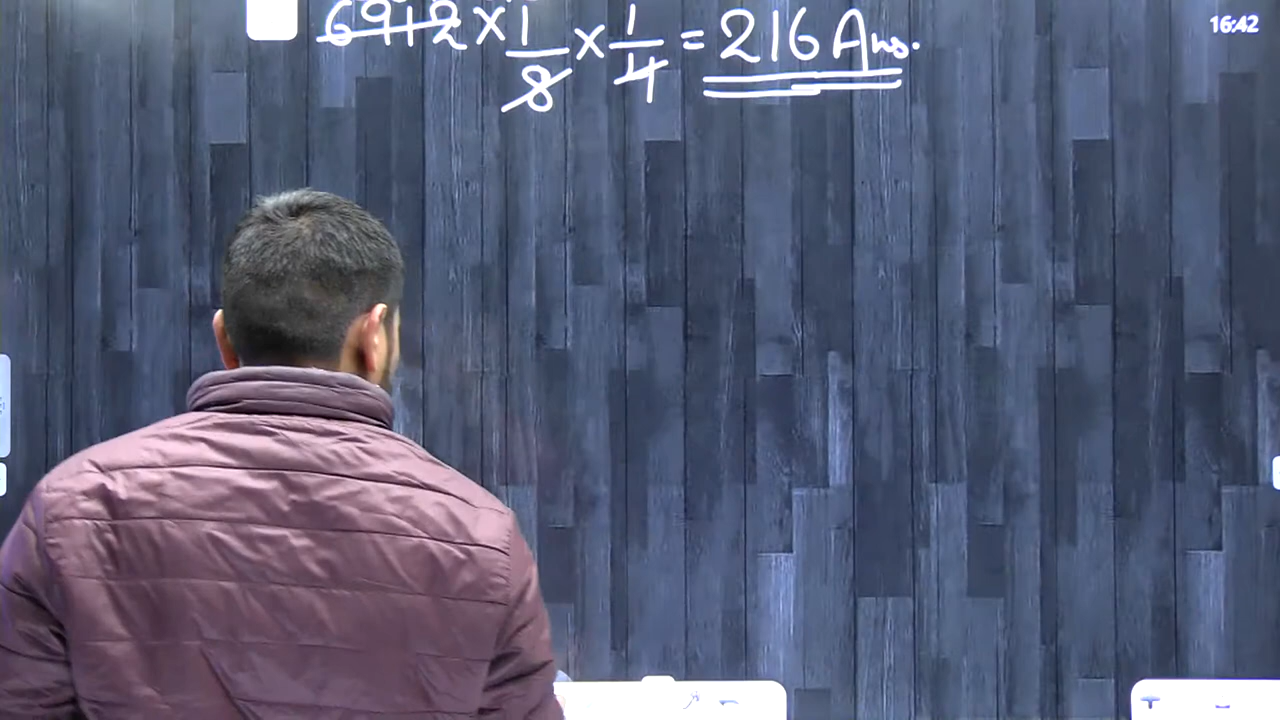 6912 × 1/8 × 1/4 = 216 Ans.
16:42